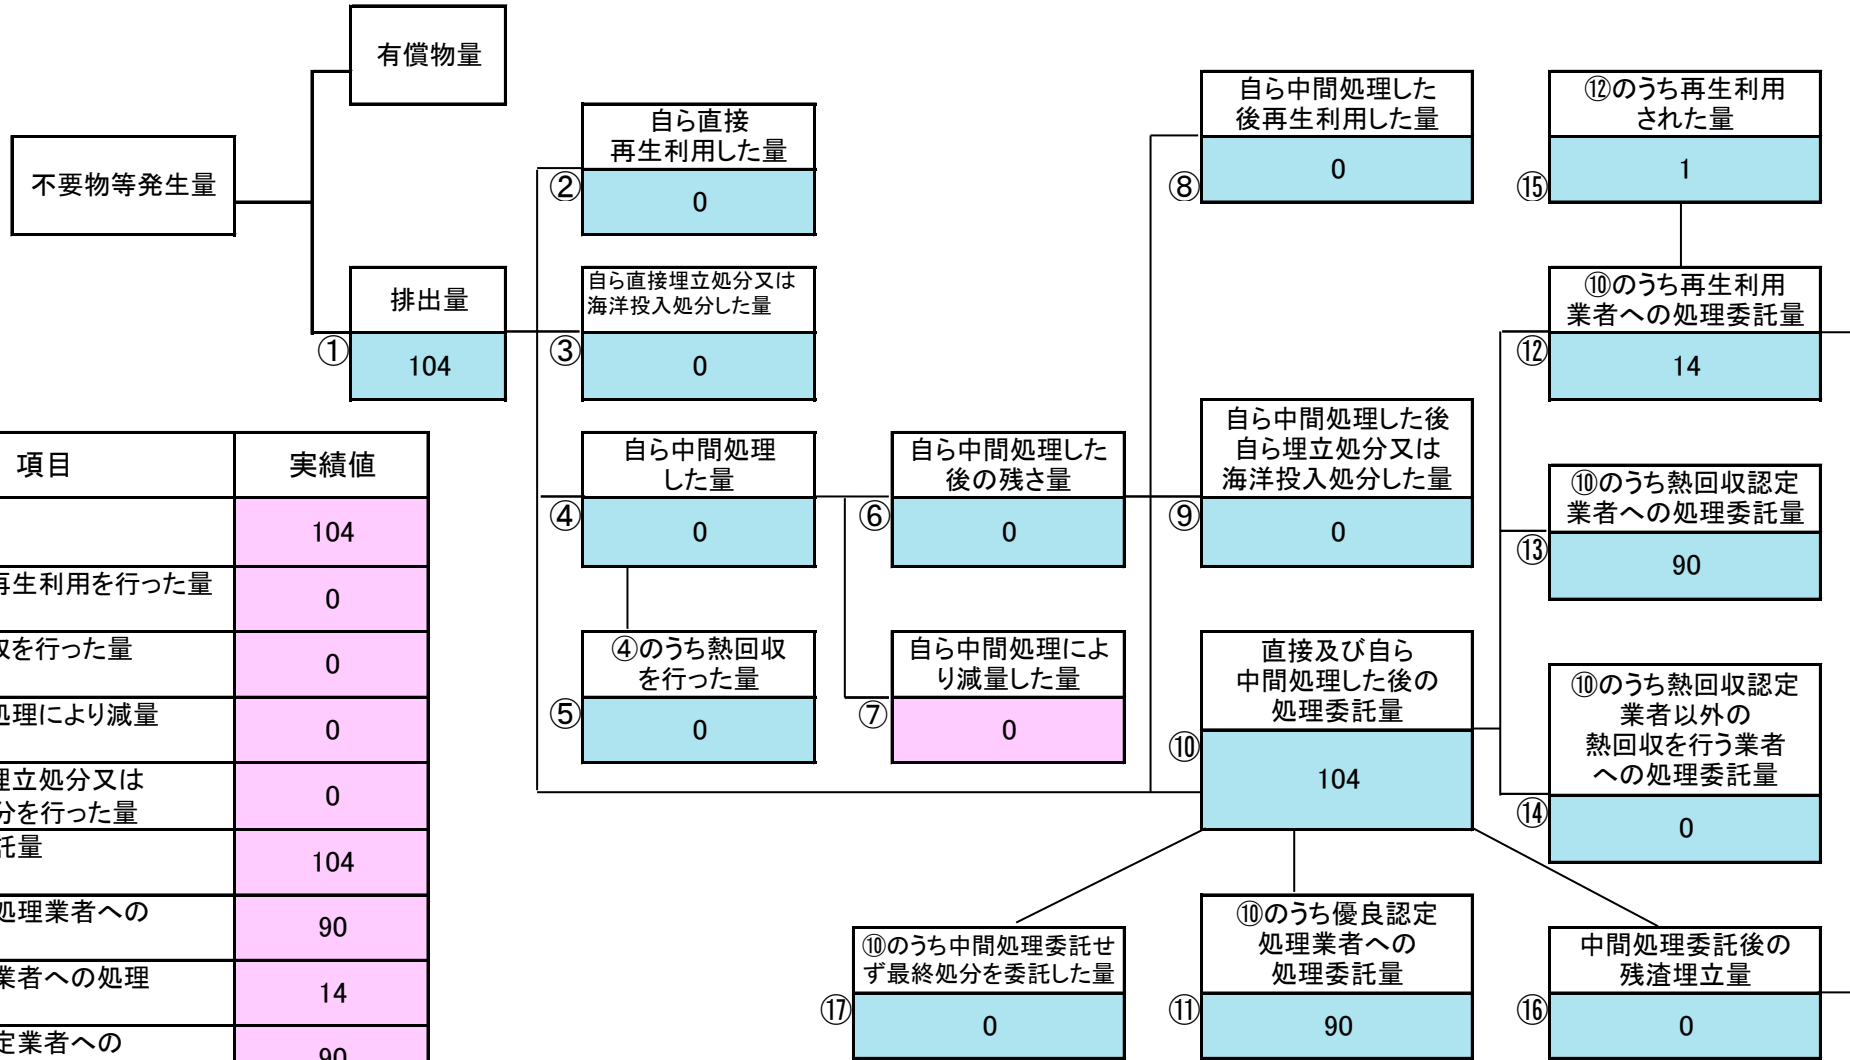 有償物量
不要物等発生量
排出量
①
104
自ら直接
再生利用した量
②
0
自ら直接埋立処分又は
海洋投入処分した量
③
0
自ら中間処理
した量
④
0
④のうち熱回収
を行った量
⑤
0
自ら中間処理した
後の残さ量
⑥
0
自ら中間処理によ
り減量した量
⑦
0
自ら中間処理した
後再生利用した量
⑧
0
自ら中間処理した後
自ら埋立処分又は
海洋投入処分した量
⑨
0
直接及び自ら
中間処理した後の
処理委託量
⑩
104
⑫のうち再生利用
された量
⑮
1
⑩のうち再生利用
業者への処理委託量
⑫
14
⑩のうち熱回収認定
業者への処理委託量
⑬
90
⑩のうち熱回収認定
業者以外の
熱回収を行う業者
への処理委託量
⑭
0
⑩のうち中間処理委託せ
ず最終処分を委託した量
⑰
0
⑩のうち優良認定
処理業者への
処理委託量
⑪
90
中間処理委託後の
残渣埋立量
⑯
0
項目 実績値
104
再生利用を行った量 0
を行った量 0
処理により減量 0
埋立処分又は
分を行った量 0
託量 104
処理業者への 90
業者への処理 14
定業者への 90